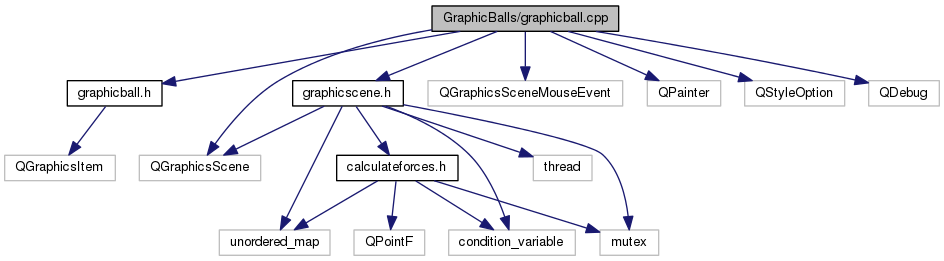 GraphicBalls/graphicball.cpp
graphicball.h
graphicscene.h
QGraphicsSceneMouseEvent
QPainter
QStyleOption
QDebug
QGraphicsItem
QGraphicsScene
calculateforces.h
thread
unordered_map
QPointF
condition_variable
mutex